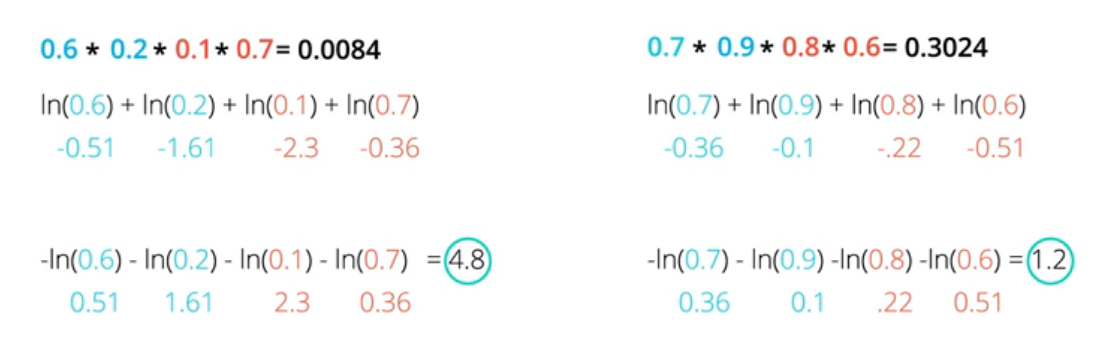 0.6 * 0.2 * 0.1 * 0.7 = 0.0084
ln(0.6) + ln(0.2) + ln(0.1) + ln(0.7)
-0.51 -1.61 -2.3 -0.36
-ln(0.6) - ln(0.2) - ln(0.1) - ln(0.7) = 4.8
0.51 1.61 2.3 0.36
0.7 * 0.9 * 0.8* 0.6= 0.3024
ln(0.7) + ln(0.9) + ln(0.8) + ln(0.6)
-0.36 -0.1 -.22 -0.51
-ln(0.7) - ln(0.9) -ln(0.8) -ln(0.6) = 1.2
0.36 0.1 .22 0.51